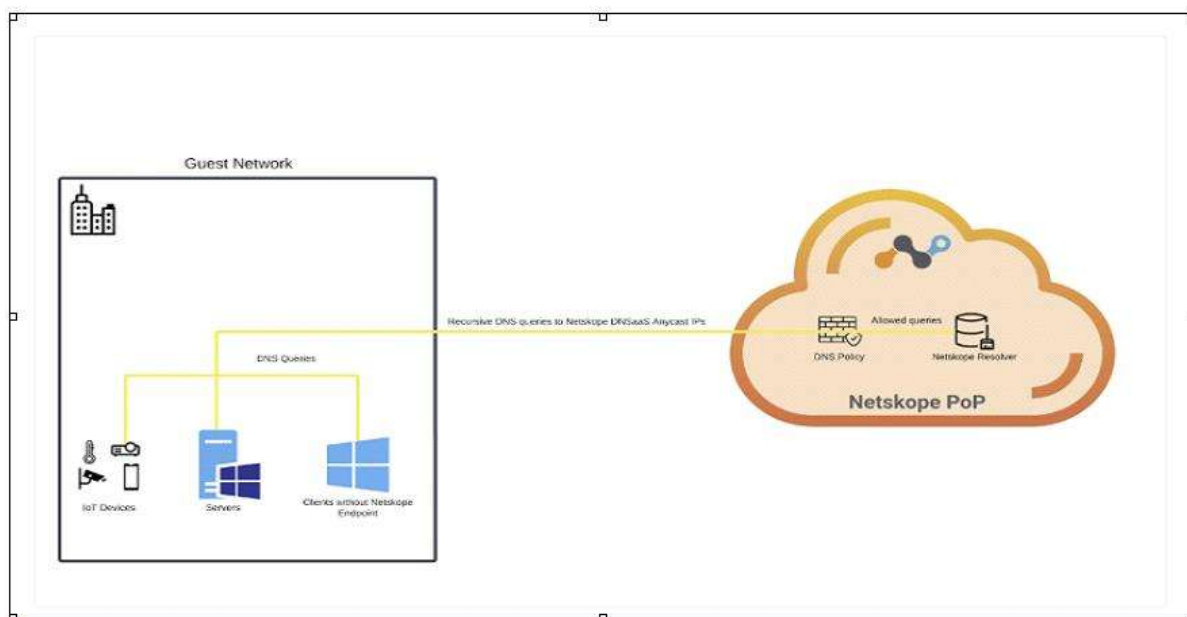 Guest Network
Recursive DNS queries to Netskope DNSaaS Anycast IPs
Allowed queries
DNS Queries
DNS Policy
Netskope Resolver
Netskope PoP
IoT Devices
Servers
Clients without Netskope
Endpoint